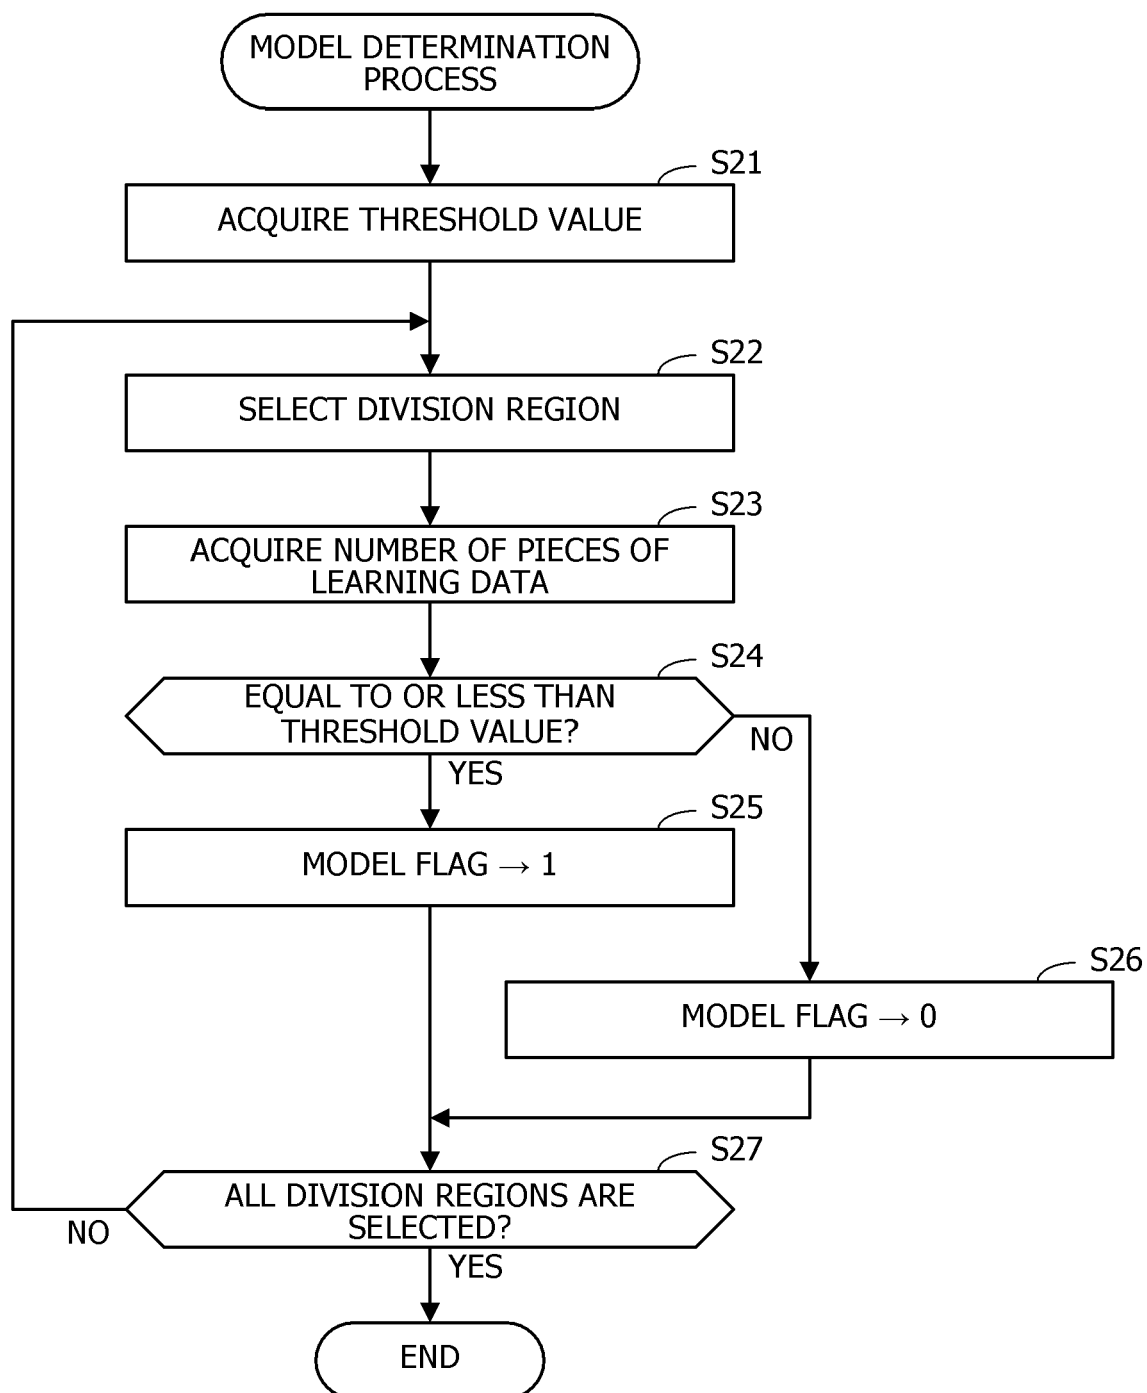 MODEL DETERMINATION
PROCESS
S21
ACQUIRE THRESHOLD VALUE
S22
SELECT DIVISION REGION
S23
ACQUIRE NUMBER OF PIECES OF
LEARNING DATA
S24
EQUAL TO OR LESS THAN
THRESHOLD VALUE?
NO
YES
S25
MODEL FLAG → 1
S26
MODEL FLAG → 0
S27
ALL DIVISION REGIONS ARE
SELECTED?
NO
YES
END